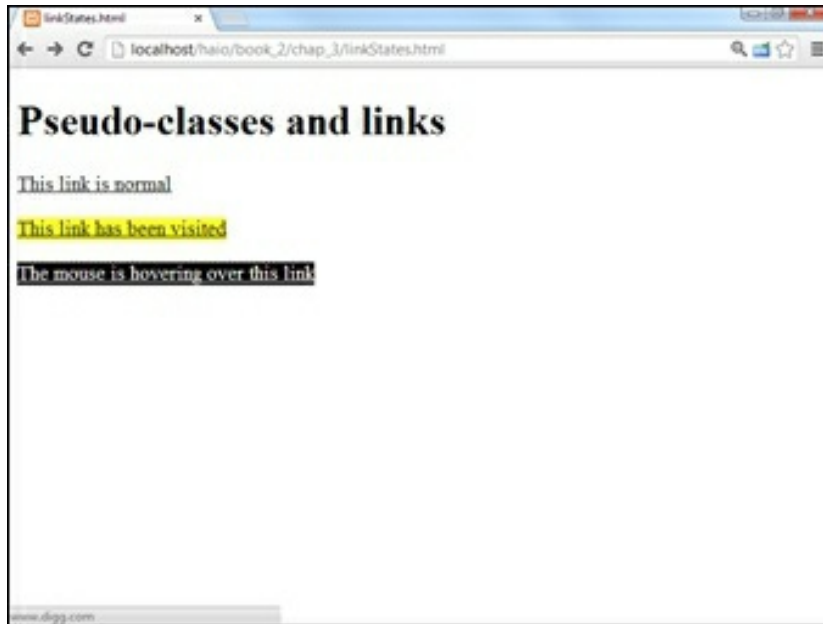 linkStates.html
localhost/haio/book_2/chap_3/linkStates.html
Pseudo-classes and links
This link is normal
This link has been visited
The mouse is hovering over this link
www.digg.com